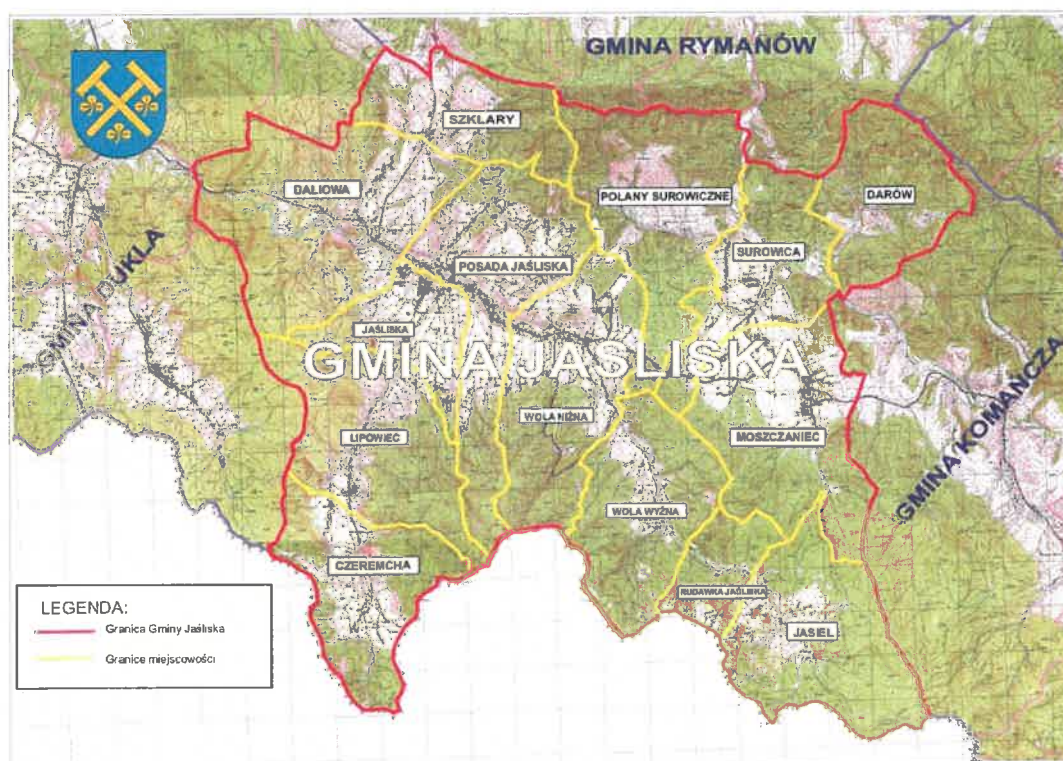 GMINA RYMANÓW
SZKLARY
DALIOWA
POLANY SUROWICZNE
DARÓW
SUROWICA
POSADA JAŚLISKA
GMINA DUKLA
JAŚLISKA
GMINA JAŚLISKA
WOLA NIŻNA
LIPOWIEC
MOSZCZANIEC
GMINA KOMAŃCZA
WOLA WYŻNA
CZEREMCHA
RUDAWKA JAŚLISKA
JASIEL
LEGENDA:
Granica Gminy Jaśliska
Granice miejscowości